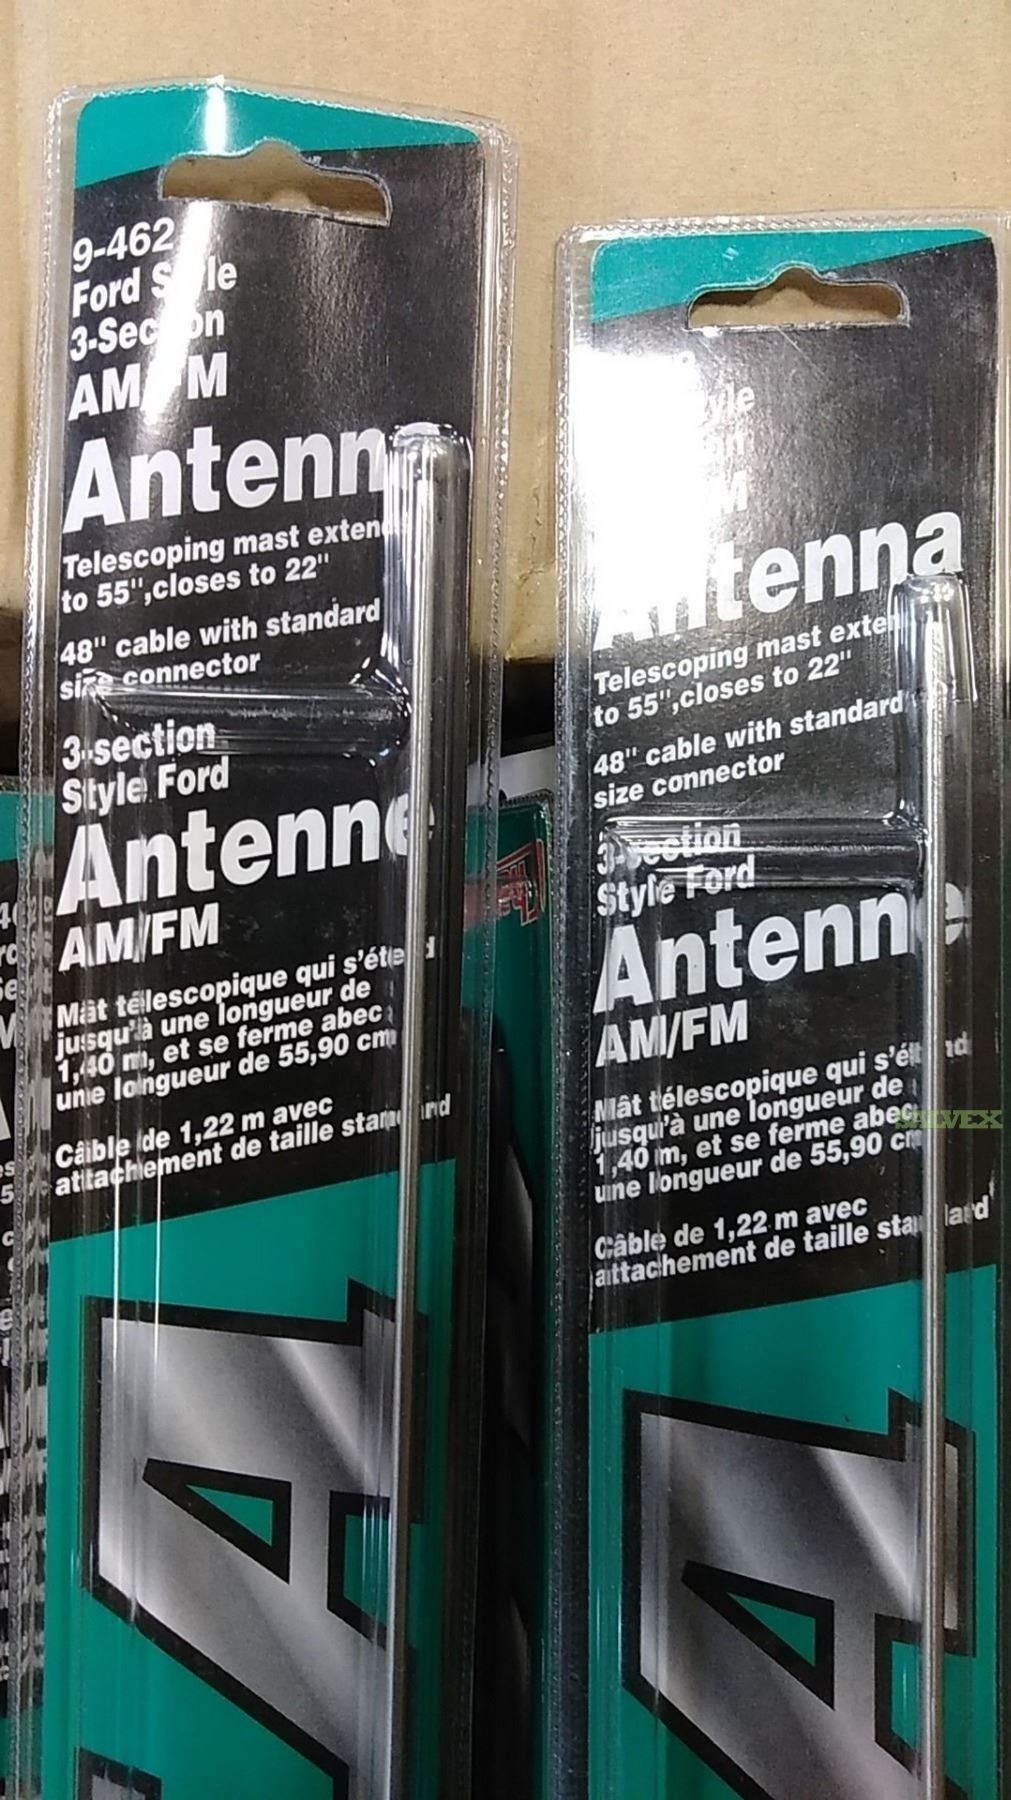 9-462
Ford
3-Section
AM/FM
Antenna
Telescoping mast exten
to 55",closes to 22"
48" cable with standard
size connector
3-section
Style Ford
Antenne
AM/FM
Mât télescopique qui s'étend
jusqu'à une longueur de
1,40 m, et se ferme abec
une longueur de 55,90 cm
Câble de 1,22 m avec
attachement de taille standard
A
yle
Antenna
Telescoping mast exten
to 55",closes to 22"
48" cable with standard
size connector
3-section
Style Ford
Antenne
AM/FM
Mât télescopique qui s'étend
jusqu'à une longueur de
1,40 m, et se ferme abec
une longueur de 55,90 cm
Câble de 1,22 m avec
attachement de taille standard
A
SALVEX